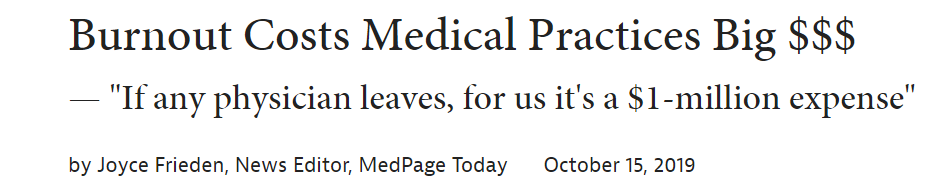 Burnout Costs Medical Practices Big $$$
— "If any physician leaves, for us it's a $1-million expense"
by Joyce Frieden, News Editor, MedPage Today October 15, 2019